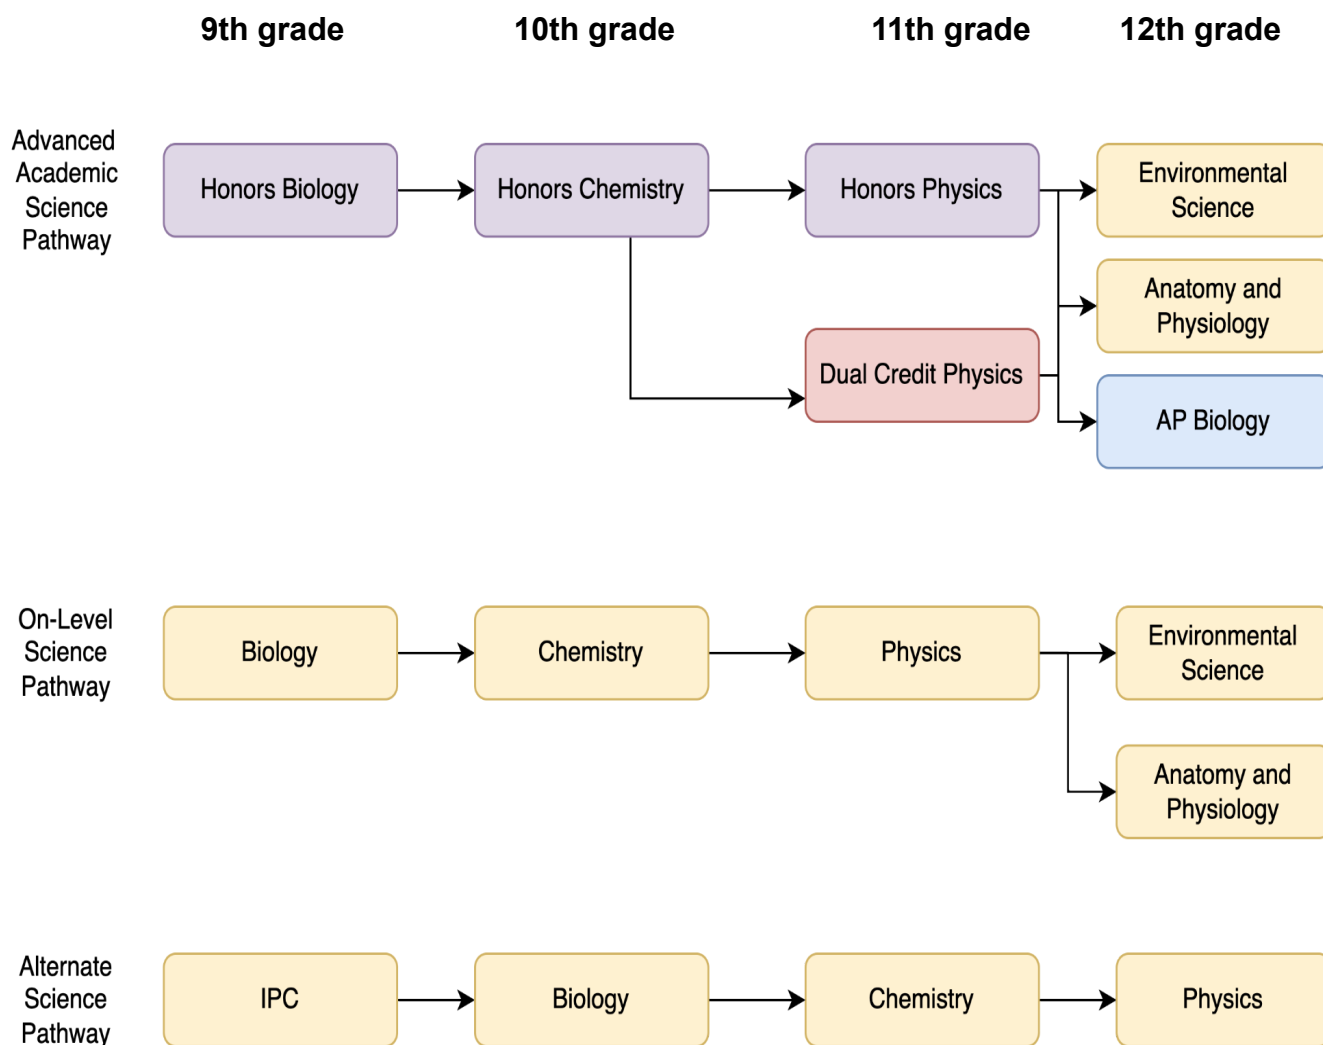 9th grade 10th grade 11th grade 12th grade
Advanced
Academic
Science
Pathway
Honors Biology
Honors Chemistry
Honors Physics
Environmental
Science
Anatomy and
Physiology
Dual Credit Physics
AP Biology
On-Level
Science
Pathway
Biology
Chemistry
Physics
Environmental
Science
Anatomy and
Physiology
Alternate
Science
Pathway
IPC
Biology
Chemistry
Physics